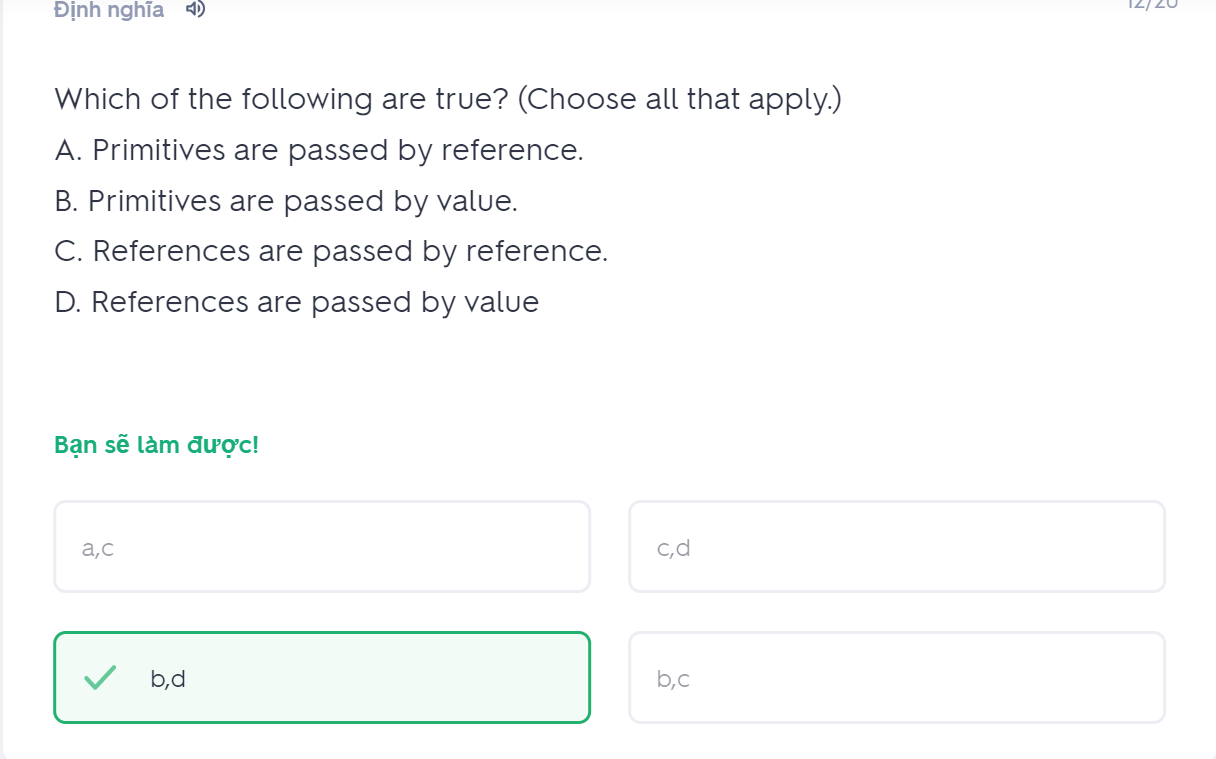 Định nghĩa
12/20
Which of the following are true? (Choose all that apply.)
A. Primitives are passed by reference.
B. Primitives are passed by value.
C. References are passed by reference.
D. References are passed by value
Bạn sẽ làm được!
a,c
c,d
b,d
b,c